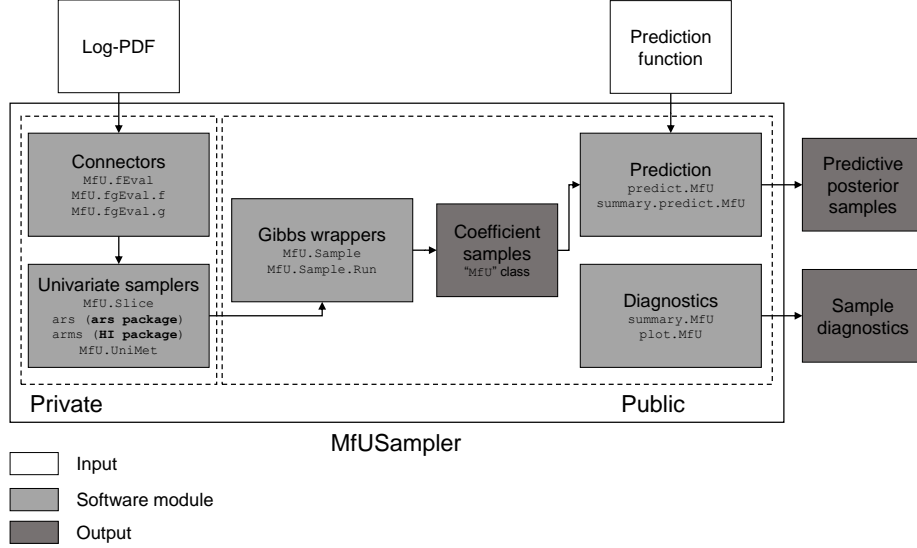 Log-PDF
Prediction
function
Connectors
MfU.fEval
MfU.fgEval.f
MfU.fgEval.g
Univariate samplers
MfU.Slice
ars (ars package)
arms (HI package)
MfU.UniMet
Gibbs wrappers
MfU.Sample
MfU.Sample.Run
Coefficient
samples
"MfU" class
Prediction
predict.MfU
summary.predict.MfU
Diagnostics
summary.MfU
plot.MfU
Predictive
posterior
samples
Sample
diagnostics
Private
Public
MfUSampler
Input
Software module
Output